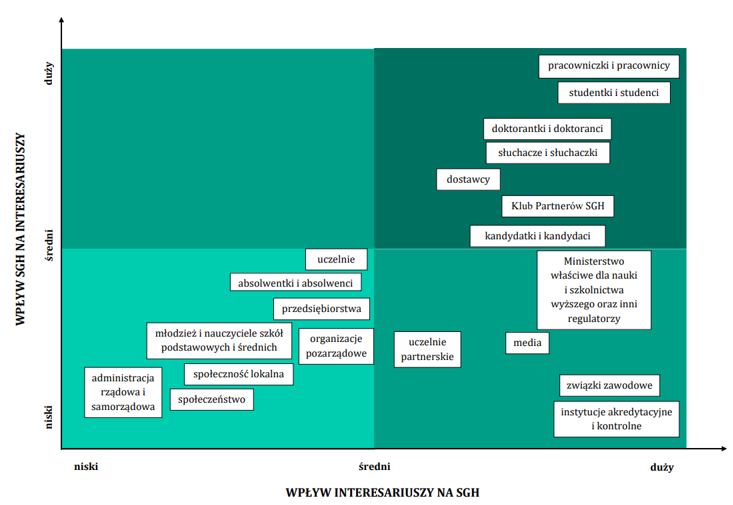 duży
pracowniczki i pracownicy
studentki i studenci
doktorantki i doktoranci
słuchacze i słuchaczki
dostawcy
Klub Partnerów SGH
kandydatki i kandydaci
WPŁYW SGH NA INTERESARIUSZY
średni
uczelnie
absolwentki i absolwenci
przedsiębiorstwa
młodzież i nauczyciele szkół
podstawowych i średnich
organizacje
pozarządowe
społeczność lokalna
administracja
rządowa i
samorządowa
społeczeństwo
Ministerstwo
właściwe dla nauki
i szkolnictwa
wyższego oraz inni
regulatorzy
uczelnie
partnerskie
media
związki zawodowe
instytucje akredytacyjne
i kontrolne
niski
niski
średni
duży
WPŁYW INTERESARIUSZY NA SGH